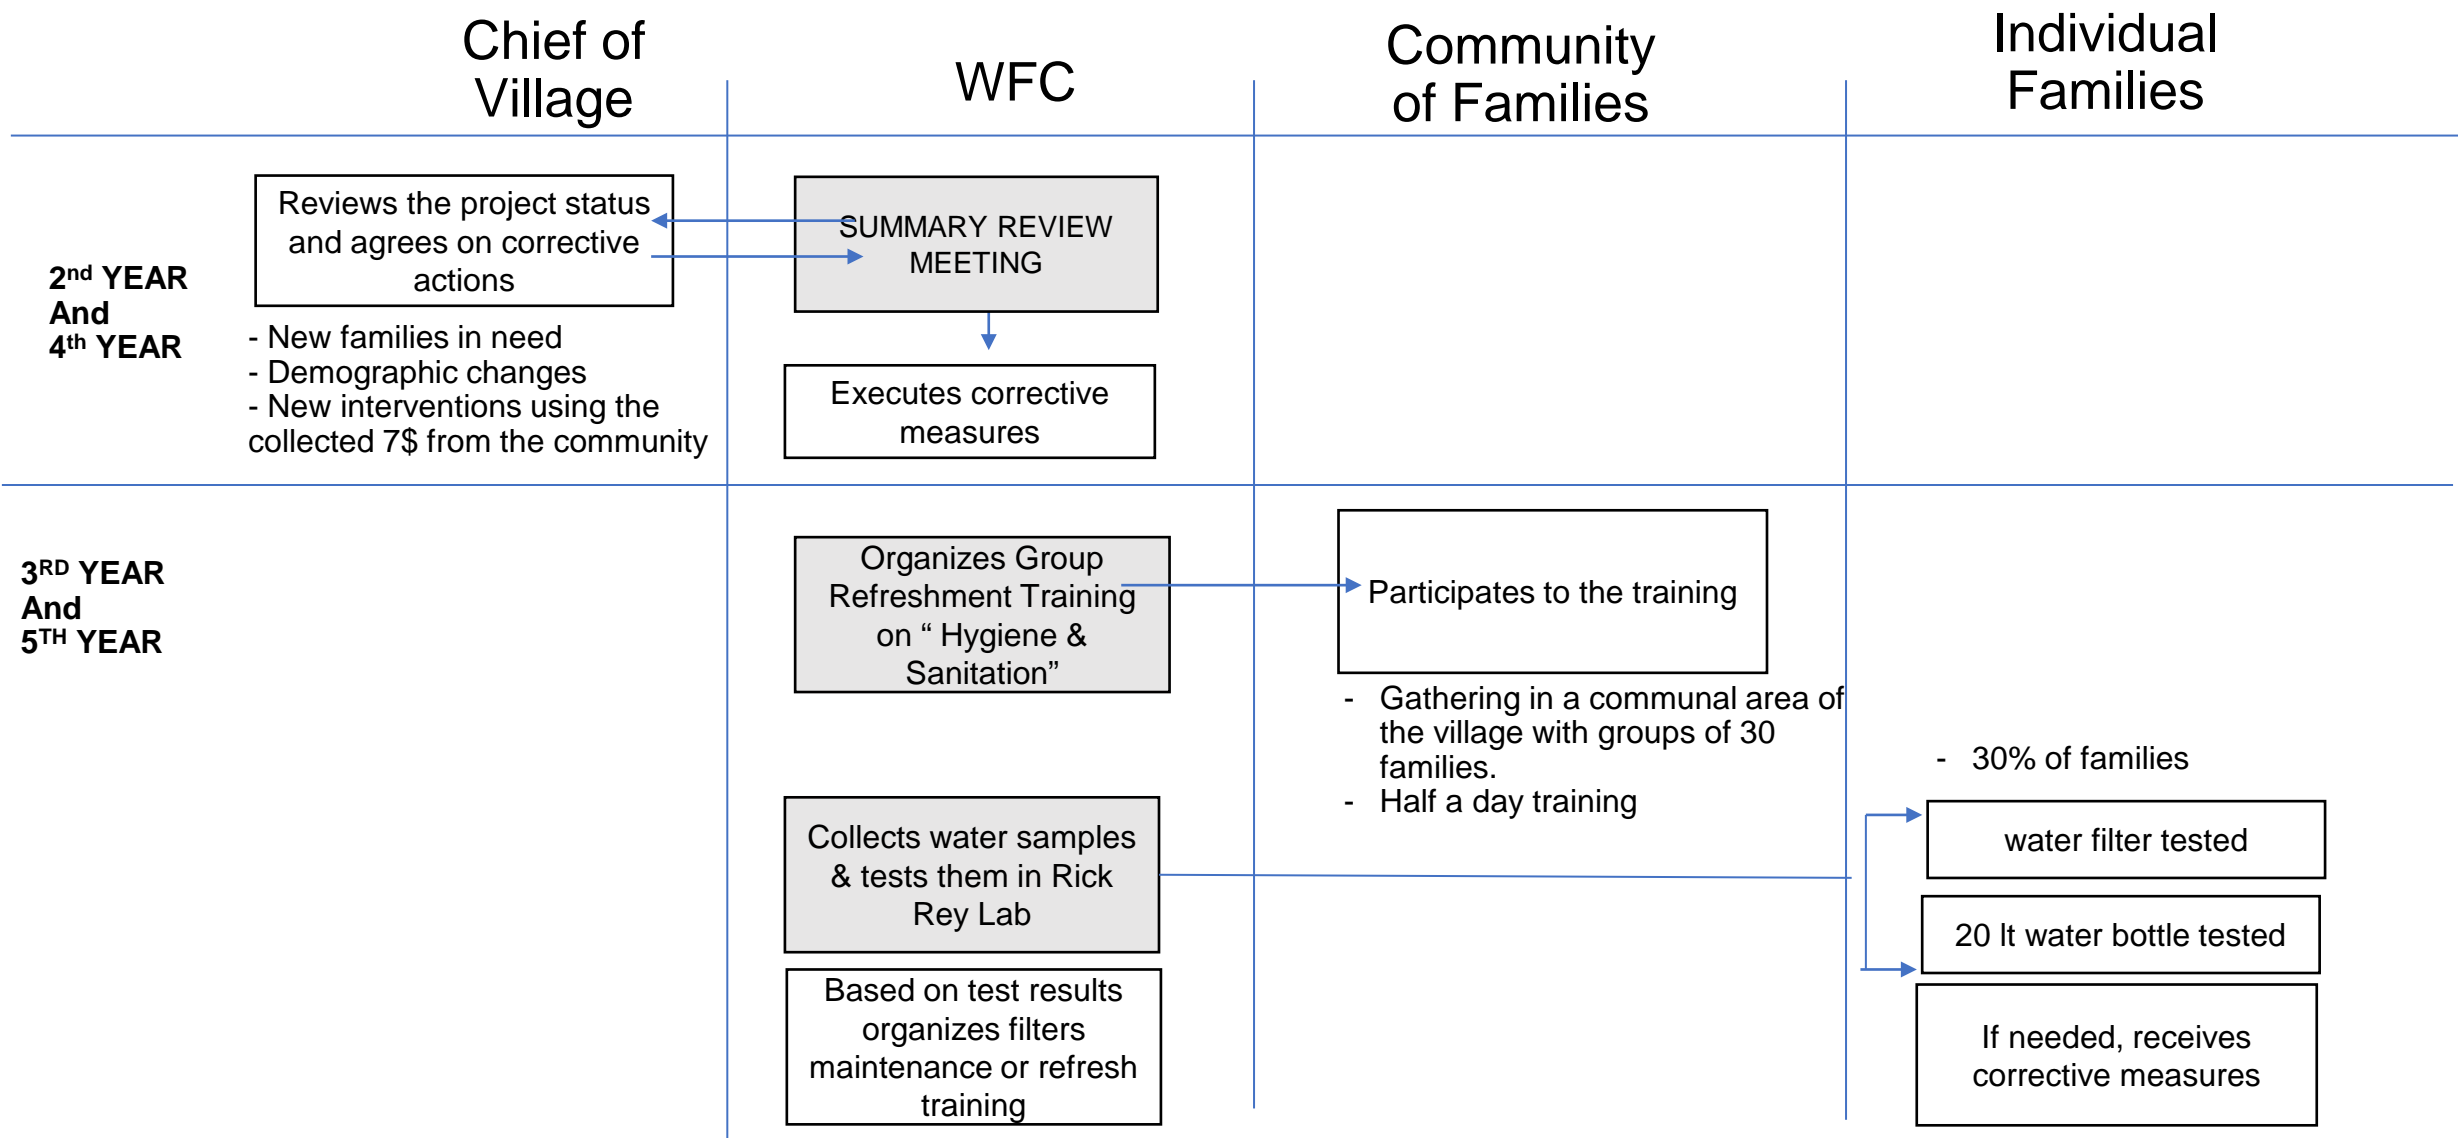 Chief of
Village
WFC
Community
of Families
Individual
Families
2nd YEAR
And
4th YEAR
Reviews the project status
and agrees on corrective
actions
- New families in need
- Demographic changes
- New interventions using the
collected 7$ from the community
SUMMARY REVIEW
MEETING
Executes corrective
measures
3RD YEAR
And
5TH YEAR
Organizes Group
Refreshment Training
on “ Hygiene &
Sanitation”
Participates to the training
- Gathering in a communal area of
the village with groups of 30
families.
- Half a day training
Collects water samples
& tests them in Rick
Rey Lab
- 30% of families
water filter tested
20 lt water bottle tested
Based on test results
organizes filters
maintenance or refresh
training
If needed, receives
corrective measures